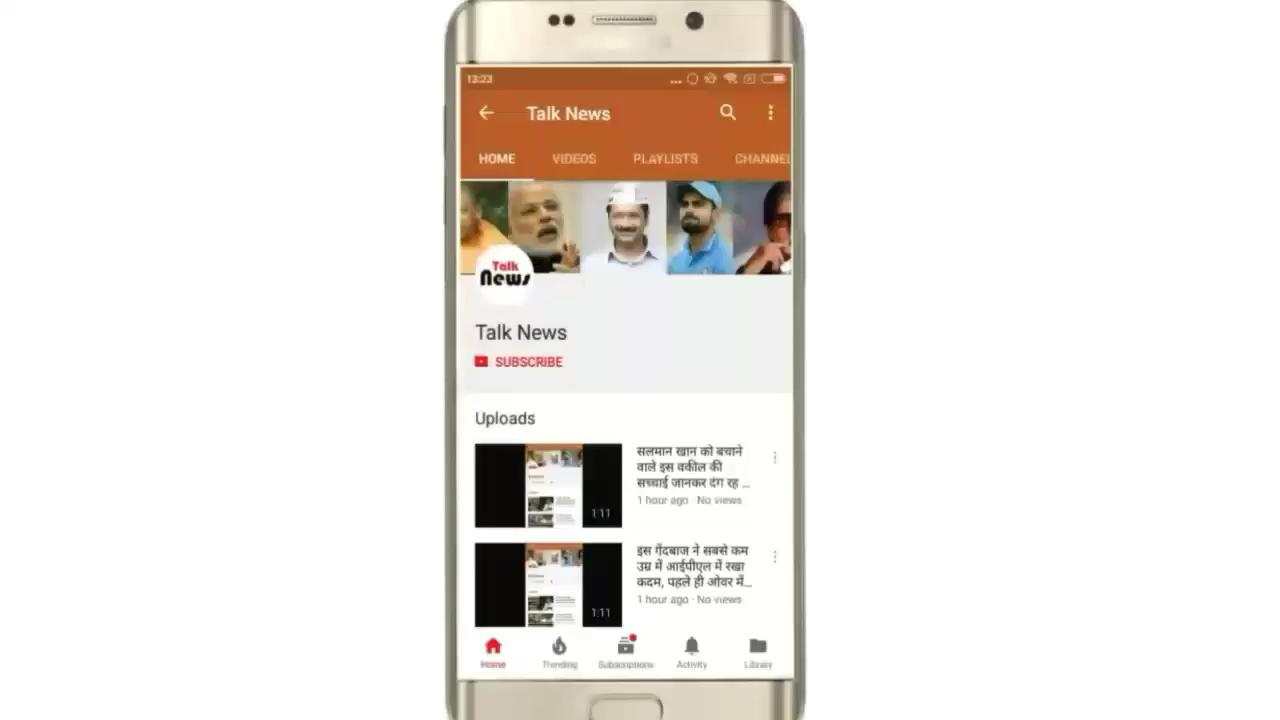 13:23
Talk News
HOME VIDEOS PLAYLISTS CHANNEL
Talk
News
Talk News
SUBSCRIBE
Uploads
सलमान खान को बचाने
वाले इस वकील की
सच्चाई जानकर दंग रह ...
1 hour ago · No views
1:11
इस गेंदबाज ने सबसे कम
उम्र में आईपीएल में रखा
कदम, पहले ही ओवर में...
1 hour ago · No views
1:11
Home Trending Subscriptions Activity Library